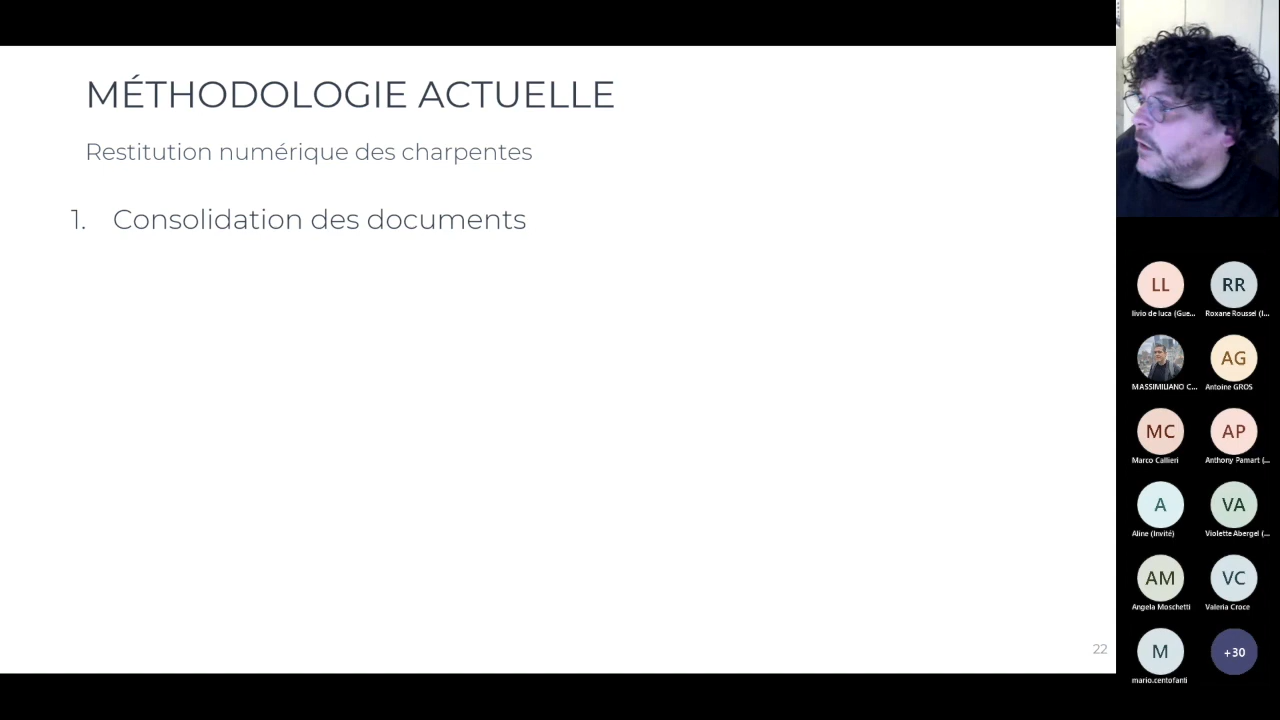 MÉTHODOLOGIE ACTUELLE
Restitution numérique des charpentes
1. Consolidation des documents
22
LL
RR
livio de luca (Gue...
Roxane Roussel (I...
MASSIMILIANO C...
AG
Antoine GROS
MC
AP
Marco Callieri
Anthony Pamart (...
A
VA
Aline (Invité)
Violette Abergel (...
AM
VC
Angela Moschetti
Valeria Croce
M
+30
mario.centofanti